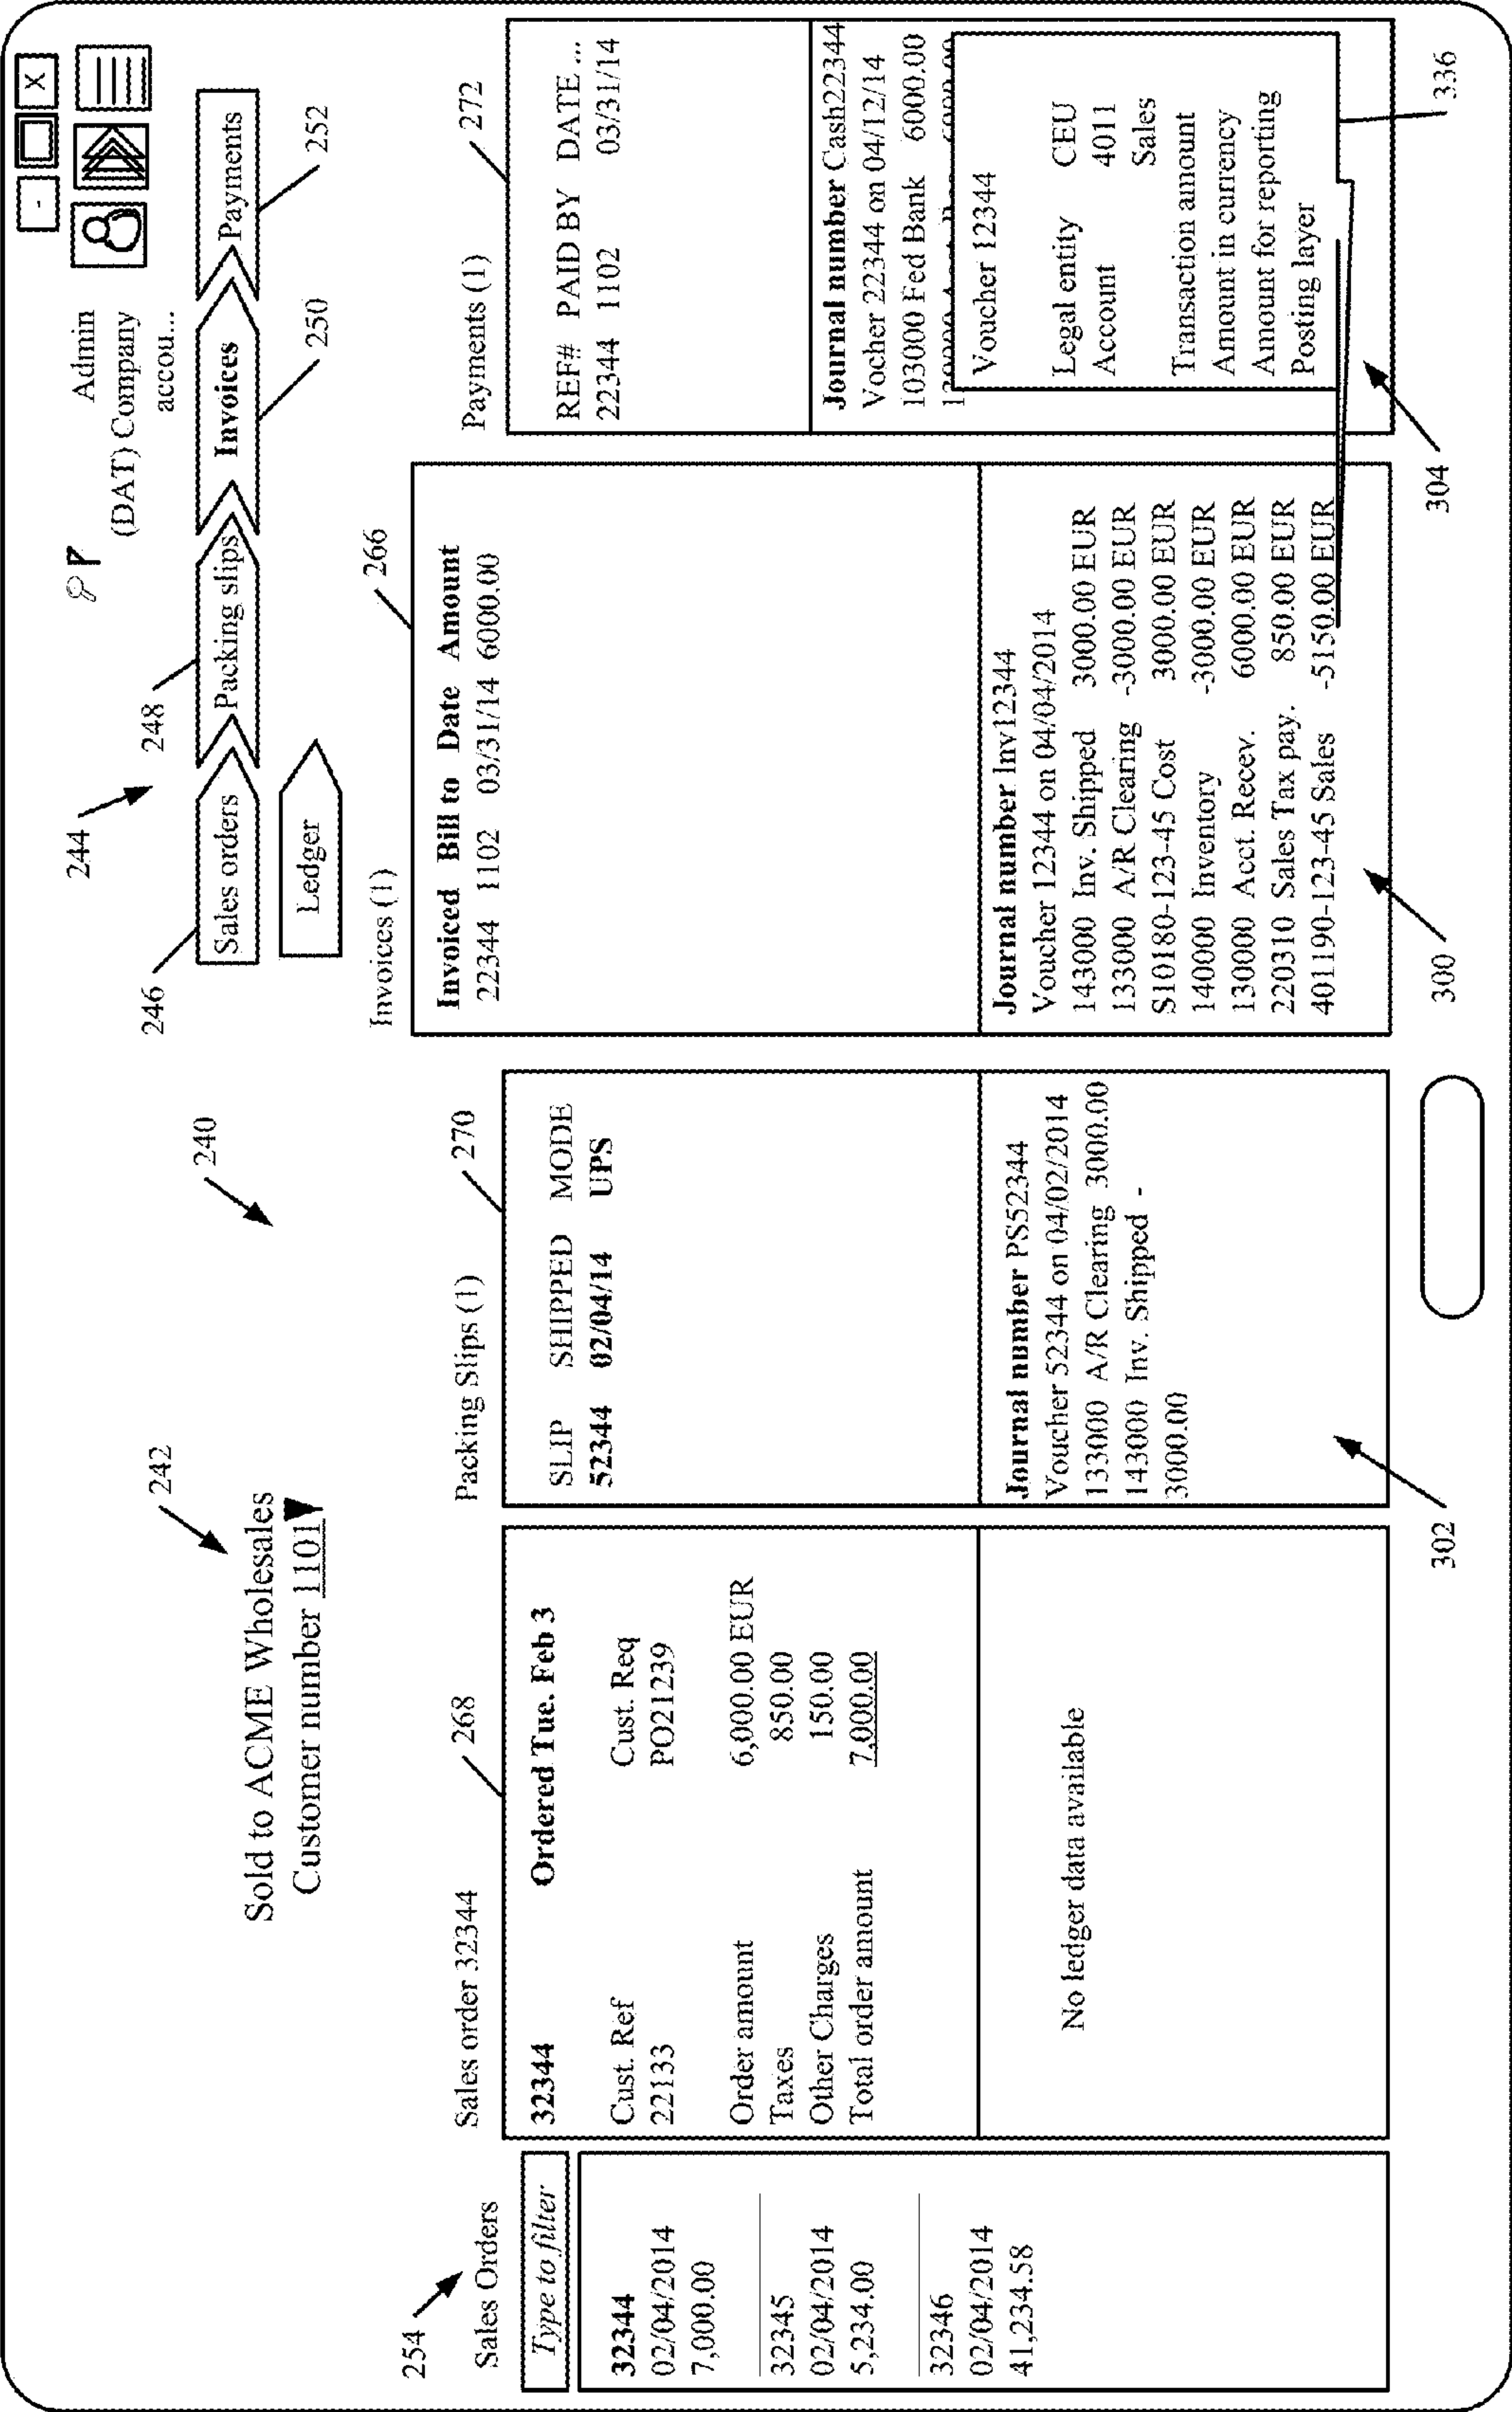 - X
Admin
(DAT) Company
accou...
244
248
246
250
252
Sales orders Packing slips Invoices Payments
Ledger
240
242
Sold to ACME Wholesales
Customer number 1101
254
Sales Orders
Type to filter
32344
02/04/2014
7,000.00
32345
02/04/2014
5,234.00
32346
02/04/2014
41,234.58
Sales order 32344
268
32344 Ordered Tue. Feb 3
Cust. Ref Cust. Req
22133 PO21239
Order amount 6,000.00 EUR
Taxes 850.00
Other Charges 150.00
Total order amount 7,000.00
No ledger data available
Packing Slips (1)
270
SLIP SHIPPED MODE
52344 02/04/14 UPS
Journal number PS52344
Voucher 52344 on 04/02/2014
133000 A/R Clearing 3000.00
143000 Inv. Shipped -
3000.00
302
Invoices (1)
266
Invoiced Bill to Date Amount
22344 1102 03/31/14 6000.00
Journal number Inv12344
Voucher 12344 on 04/04/2014
143000 Inv. Shipped 3000.00 EUR
133000 A/R Clearing -3000.00 EUR
S10180-123-45 Cost 3000.00 EUR
140000 Inventory -3000.00 EUR
130000 Acct. Recev. 6000.00 EUR
220310 Sales Tax pay. 850.00 EUR
401190-123-45 Sales -5150.00 EUR
300
Payments (1)
272
REF# PAID BY DATE ...
22344 1102 03/31/14
Journal number Cash22344
Vocher 22344 on 04/12/14
103000 Fed Bank 6000.00
Voucher 12344
Legal entity CEU
Account 4011
Sales
Transaction amount
Amount in currency
Amount for reporting
Posting layer
304
336